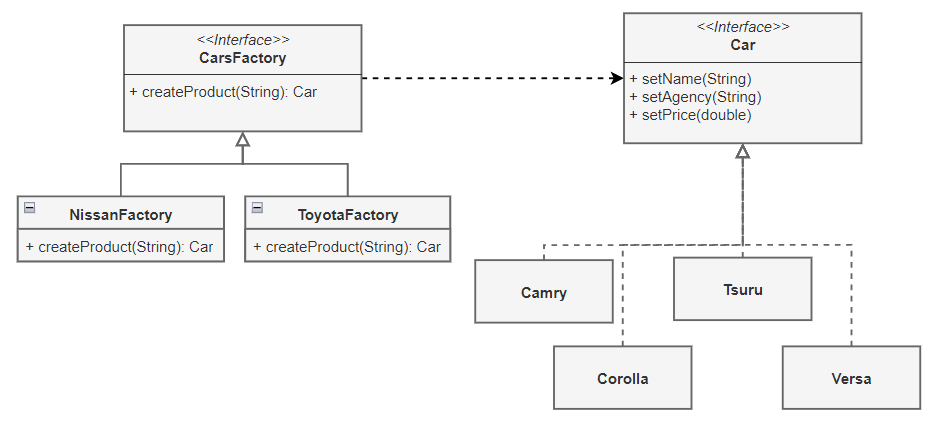 <<Interface>>
CarsFactory
+ createProduct(String): Car
<<Interface>>
Car
+ setName(String)
+ setAgency(String)
+ setPrice(double)
NissanFactory
+ createProduct(String): Car
ToyotaFactory
+ createProduct(String): Car
Camry
Tsuru
Corolla
Versa